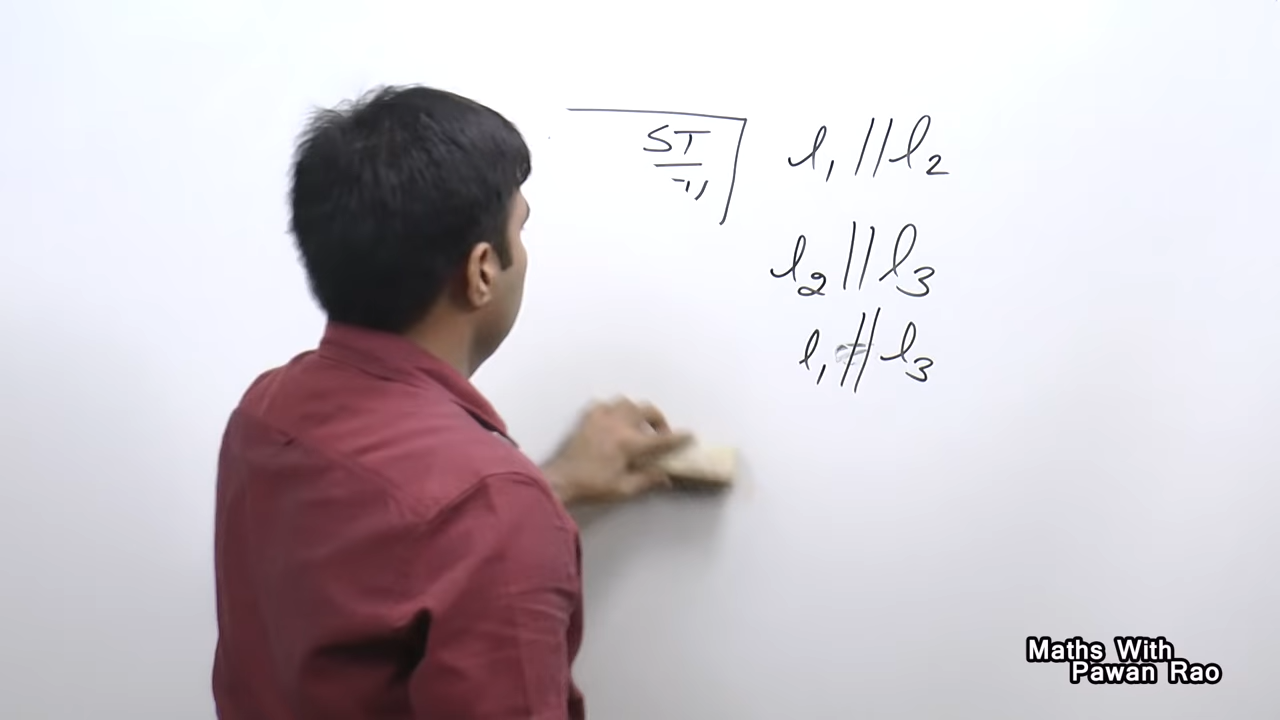 ST
l₁ || l₂
l₂ || l₃
l₁ || l₃
Maths With
Pawan Rao